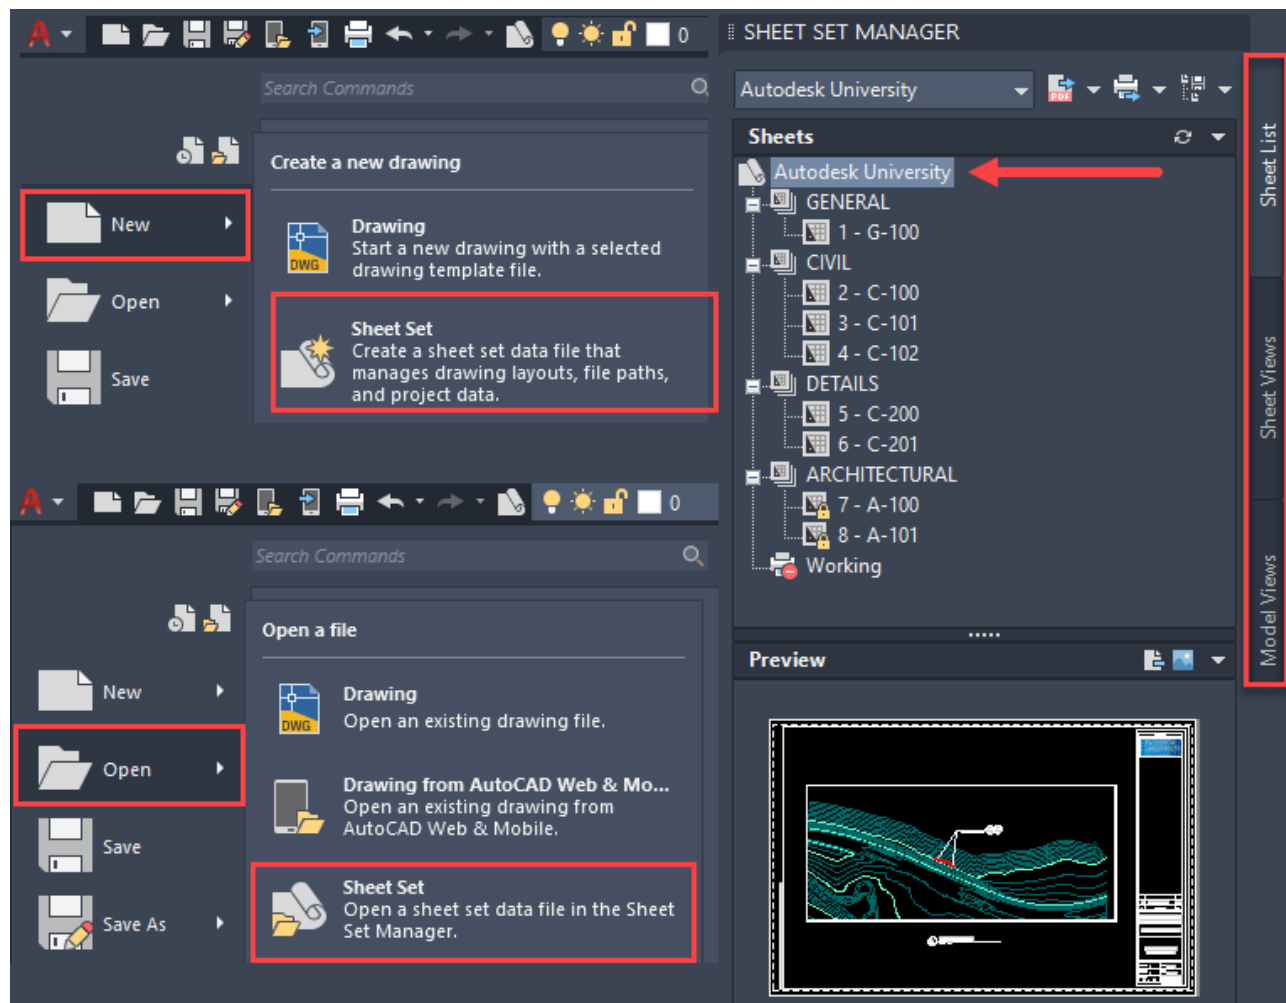 0
Search Commands
Create a new drawing
New
Drawing
Start a new drawing with a selected
drawing template file.
Open
Sheet Set
Create a sheet set data file that
manages drawing layouts, file paths,
and project data.
Save
0
Search Commands
Open a file
New
Drawing
DWG
Open an existing drawing file.
Open
Drawing from AutoCAD Web & Mo...
Open an existing drawing from
AutoCAD Web & Mobile.
Save
Sheet Set
Open a sheet set data file in the Sheet
Set Manager.
Save As
DWG
SHEET SET MANAGER
Autodesk University
PDF
Sheets
Autodesk University
GENERAL
1 - G-100
CIVIL
2 - C-100
3 - C-101
4 - C-102
DETAILS
5 - C-200
6 - C-201
ARCHITECTURAL
7 - A-100
8 - A-101
Working
Preview
Sheet List
Sheet Views
Model Views